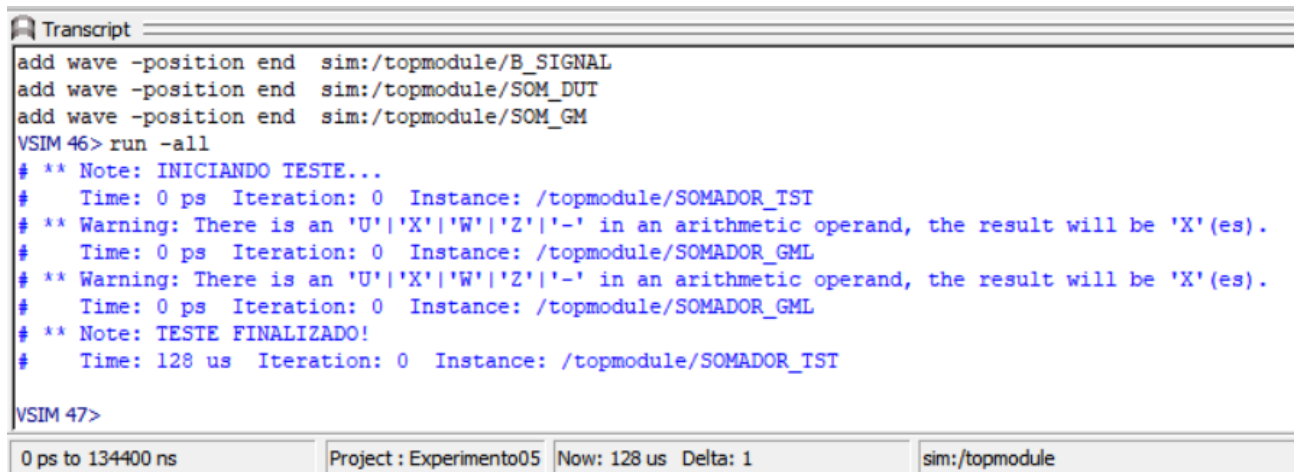 Transcript
add wave -position end  sim:/topmodule/B_SIGNAL
add wave -position end  sim:/topmodule/SOM_DUT
add wave -position end  sim:/topmodule/SOM_GM
VSIM 46> run -all
# ** Note: INICIANDO TESTE...
#    Time: 0 ps  Iteration: 0  Instance: /topmodule/SOMADOR_TST
# ** Warning: There is an 'U'|'X'|'W'|'Z'|'-' in an arithmetic operand, the result will be 'X'(es).
#    Time: 0 ps  Iteration: 0  Instance: /topmodule/SOMADOR_GML
# ** Warning: There is an 'U'|'X'|'W'|'Z'|'-' in an arithmetic operand, the result will be 'X'(es).
#    Time: 0 ps  Iteration: 0  Instance: /topmodule/SOMADOR_GML
# ** Note: TESTE FINALIZADO!
#    Time: 128 us  Iteration: 0  Instance: /topmodule/SOMADOR_TST
VSIM 47>
0 ps to 134400 ns  Project : Experimento05  Now: 128 us  Delta: 1  sim:/topmodule